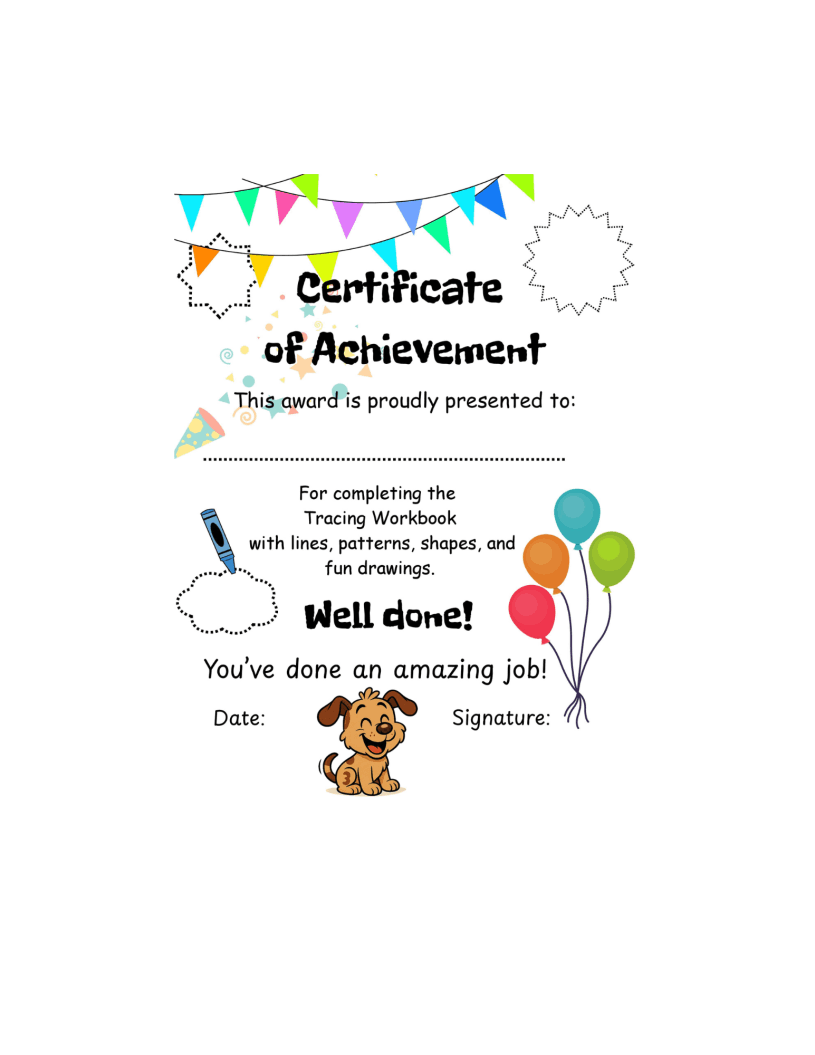 Certificate
of Achievement
This award is proudly presented to:
For completing the
Tracing Workbook
with lines, patterns, shapes, and
fun drawings.
Well done!
You've done an amazing job!
Date:
Signature: